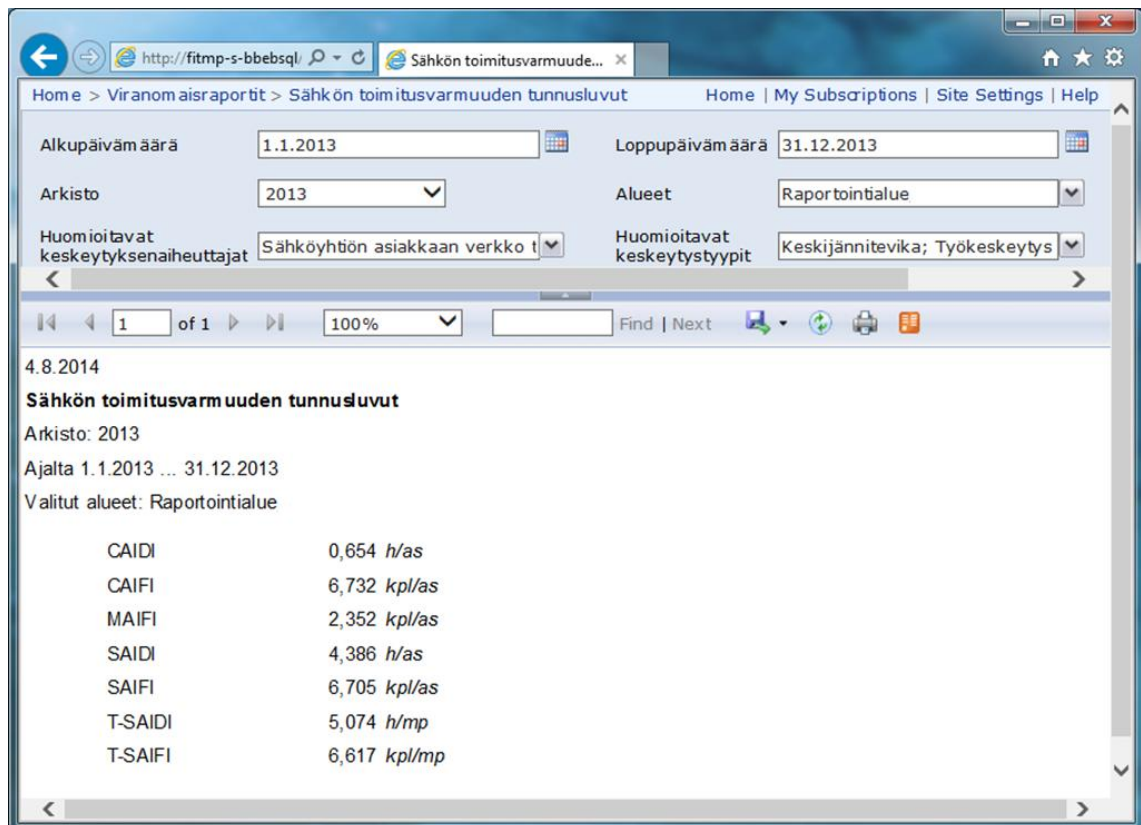 http://fitmp-s-bbebsql/ Sähkön toimitusvarmuude...
Home > Viranomaisraportit > Sähkön toimitusvarmuuden tunnusluvut Home | My Subscriptions | Site Settings | Help
Alkupäivämäärä 1.1.2013 Loppupäivämäärä 31.12.2013
Arkisto 2013 Alueet Raportointialue
Huomioitavat keskeytyksenaiheuttajat Sähköyhtiön asiakkaan verkko t Huomioitavat keskeytystyypit Keskijännitevika; Työkeskeytys
1 of 1 100% Find | Next
4.8.2014
Sähkön toimitusvarmuuden tunnusluvut
Arkisto: 2013
Ajalta 1.1.2013 ... 31.12.2013
Valitut alueet: Raportointialue
CAIDI 0,654 h/as
CAIFI 6,732 kpl/as
MAIFI 2,352 kpl/as
SAIDI 4,386 h/as
SAIFI 6,705 kpl/as
T-SAIDI 5,074 h/mp
T-SAIFI 6,617 kpl/mp